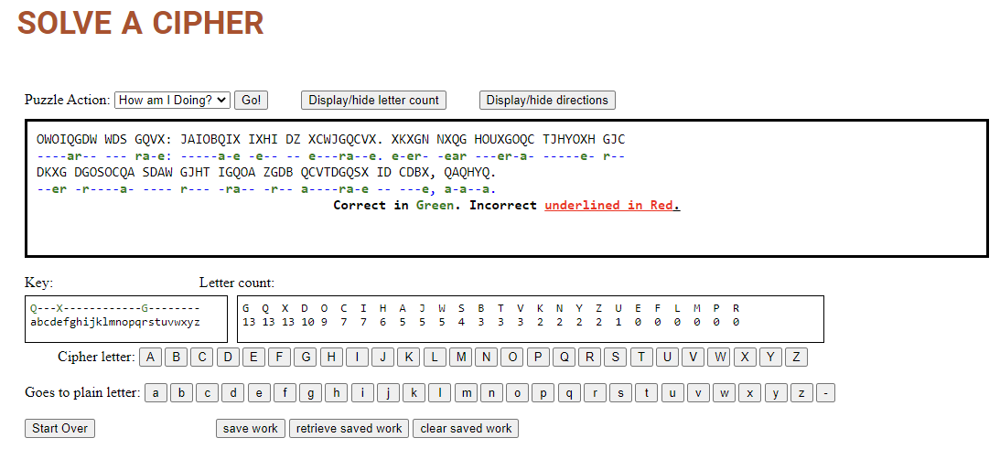 SOLVE A CIPHER
Puzzle Action: How am I Doing? Go! Display/hide letter count Display/hide directions
OWOIQGDW WDS GQVX: JAIOBQIX IXHI DZ XCWJGQCVX. XKXGN NXQG HOUXGOQC TJHYOXH GJC
----ar-- --- ra-e: -----a-e -e-- -- e---ra--e. e-er- -ear ---er-a- -----e- r--
DKXG DGOSOCQA SDAW GJHT IGQOA ZGDB QCVTDGQSX ID CDBX, QAQHYQ.
--er -r----a- ---- r--- -ra-- -r-- a----ra-e -- ---e, a-a--a.
Correct in Green. Incorrect underlined in Red.
Key: Letter count:
Q---X------------G-------- G Q X D O C I H A J W S B T V K N Y Z U E F L M P R
abcdefghijklmnopqrstuvwxyz 13 13 13 10 9 7 7 6 5 5 5 4 3 3 3 2 2 2 2 1 0 0 0 0 0 0
Cipher letter: A B C D E F G H I J K L M N O P Q R S T U V W X Y Z
Goes to plain letter: a b c d e f g h i j k l m n o p q r s t u v w x y z -
Start Over save work retrieve saved work clear saved work